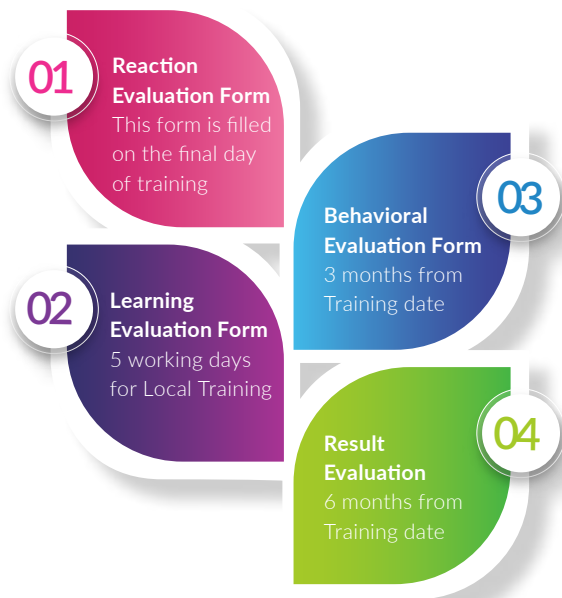 01
Reaction
Evaluation Form
This form is filled
on the final day
of training
02
Learning
Evaluation Form
5 working days
for Local Training
03
Behavioral
Evaluation Form
3 months from
Training date
04
Result
Evaluation
6 months from
Training date